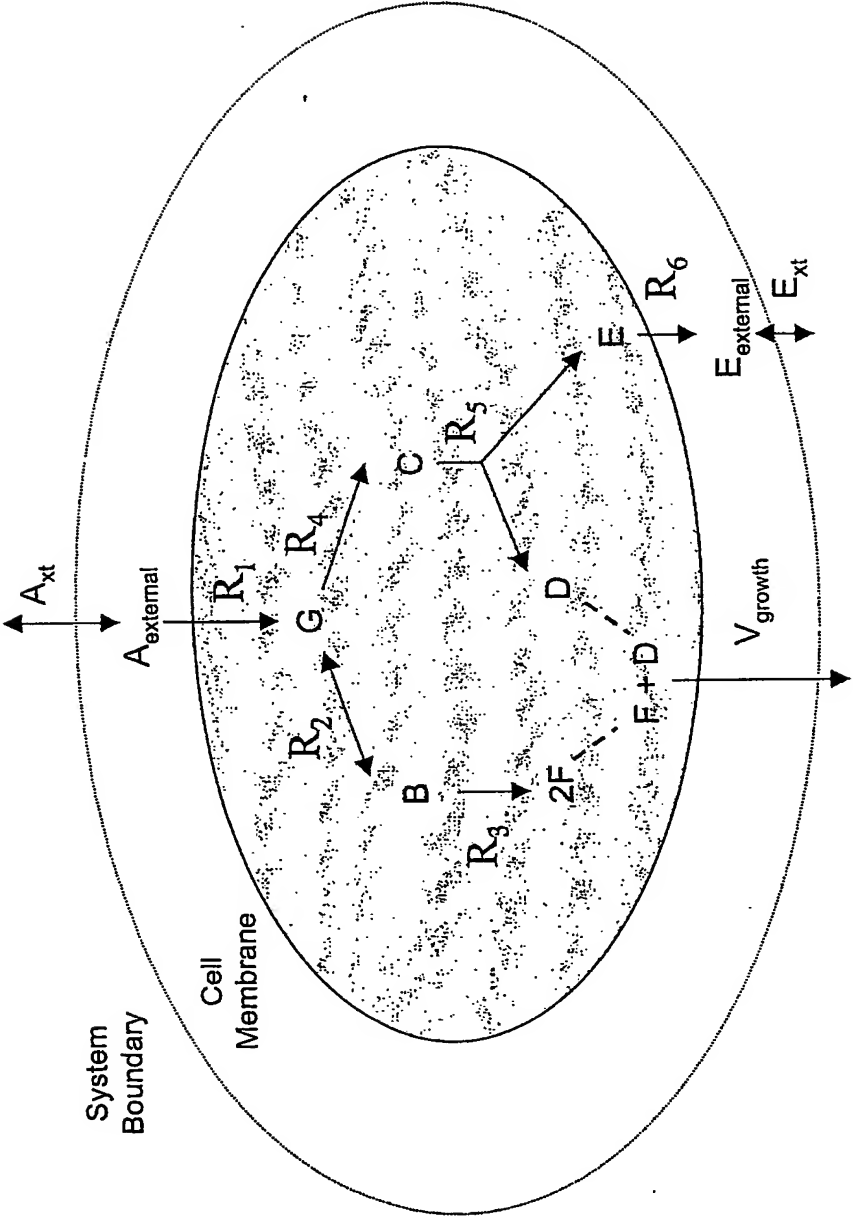 System
Boundary
Cell
Membrane
A_xt
A_external
R_1
G
R_2
R_4
B
C
R_3
R_5
2F
D
E
F + D
R_6
V_growth
E_external
E_xt